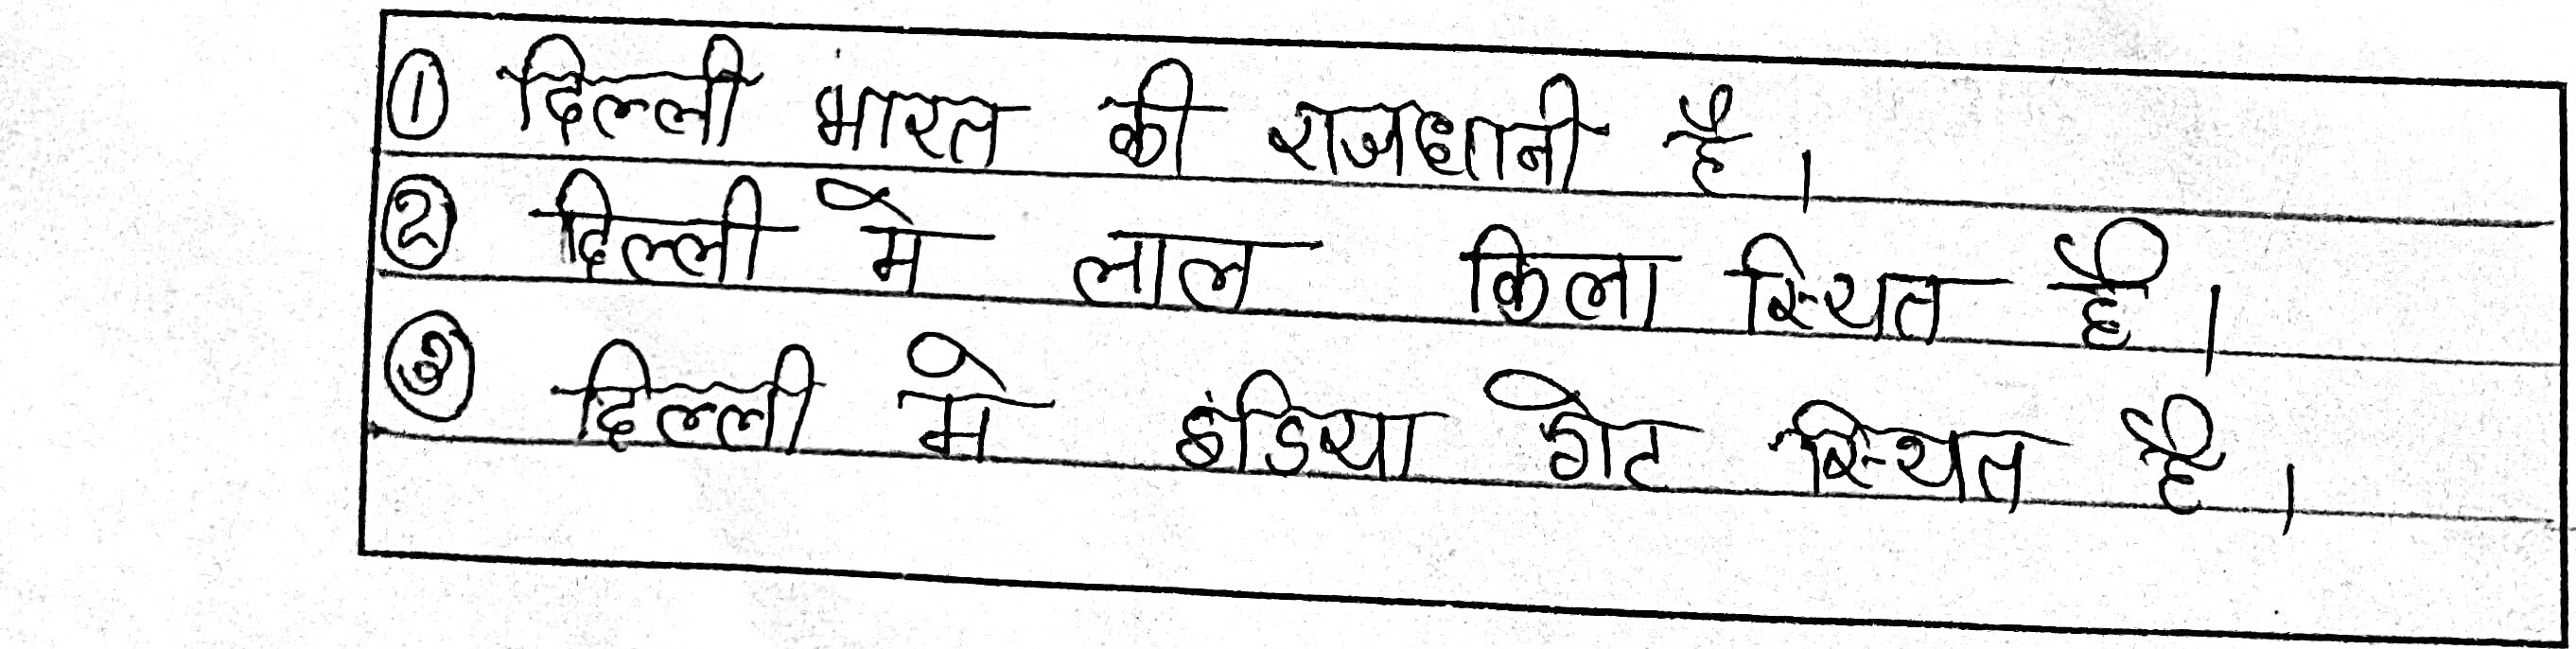 ① दिल्ली भारत की राजधानी है।
② दिल्ली मे लाल किला स्थित है।
③ दिल्ली मे इंडिया गेट स्थित है।